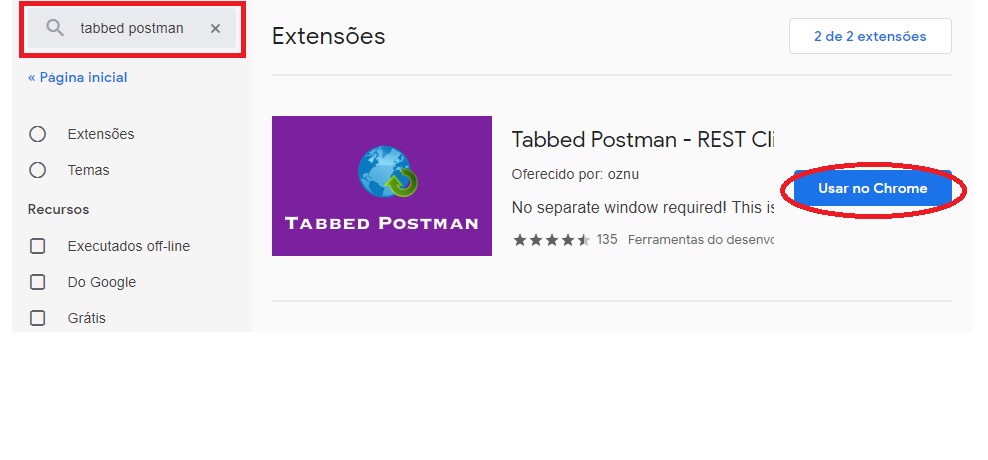 tabbed postman
« Página inicial
Extensões
Temas
Recursos
Executados off-line
Do Google
Grátis
Extensões
2 de 2 extensões
TABBED POSTMAN
Tabbed Postman - REST Cli
Oferecido por: oznu
No separate window required! This is
135 Ferramentas do desenvo
Usar no Chrome